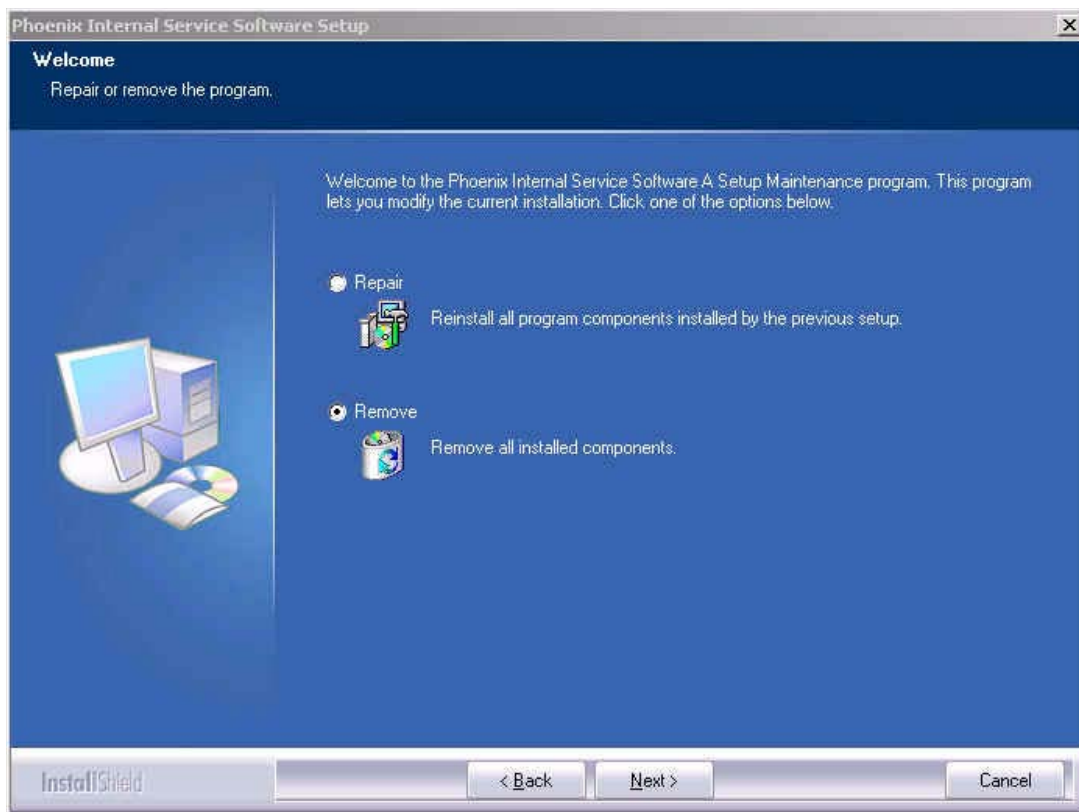 Phoenix Internal Service Software Setup
Welcome
Repair or remove the program.
Welcome to the Phoenix Internal Service Software A Setup Maintenance program. This program
lets you modify the current installation. Click one of the options below.
Repair
Reinstall all program components installed by the previous setup.
Remove
Remove all installed components.
InstallShield
< Back
Next >
Cancel